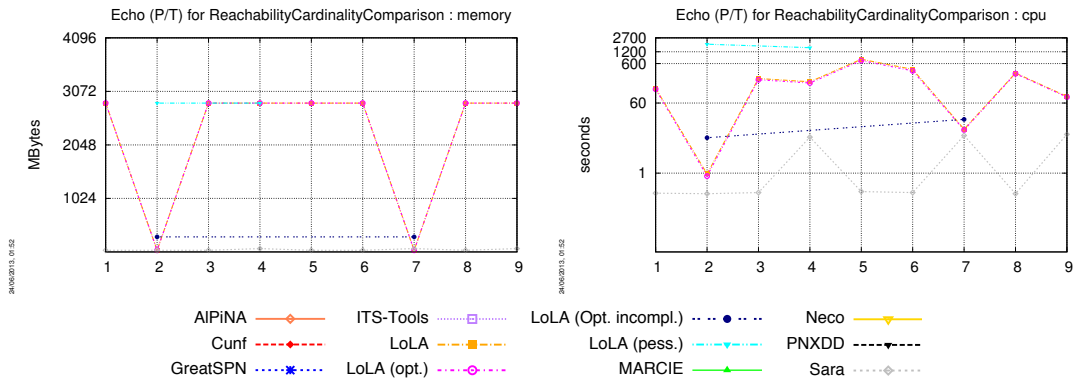 Echo (P/T) for ReachabilityCardinalityComparison : memory
4096
3072
2048
1024
MBytes
1 2 3 4 5 6 7 8 9
24/06/2013, 01:52
Echo (P/T) for ReachabilityCardinalityComparison : cpu
2700
1200
600
60
1
seconds
1 2 3 4 5 6 7 8 9
24/06/2013, 01:52
AlPiNA
Cunf
GreatSPN
ITS-Tools
LoLA
LoLA (opt.)
LoLA (Opt. incompl.)
LoLA (pess.)
MARCIE
Neco
PNXDD
Sara